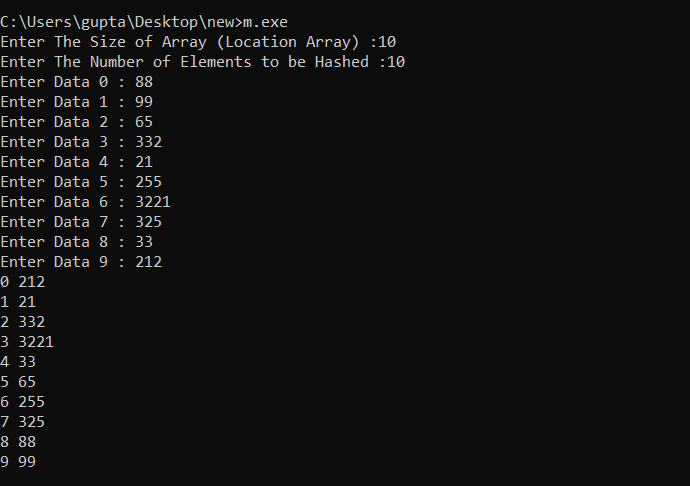 C:\Users\gupta\Desktop\new>m.exe
Enter The Size of Array (Location Array) :10
Enter The Number of Elements to be Hashed :10
Enter Data 0 : 88
Enter Data 1 : 99
Enter Data 2 : 65
Enter Data 3 : 332
Enter Data 4 : 21
Enter Data 5 : 255
Enter Data 6 : 3221
Enter Data 7 : 325
Enter Data 8 : 33
Enter Data 9 : 212
0 212
1 21
2 332
3 3221
4 33
5 65
6 255
7 325
8 88
9 99